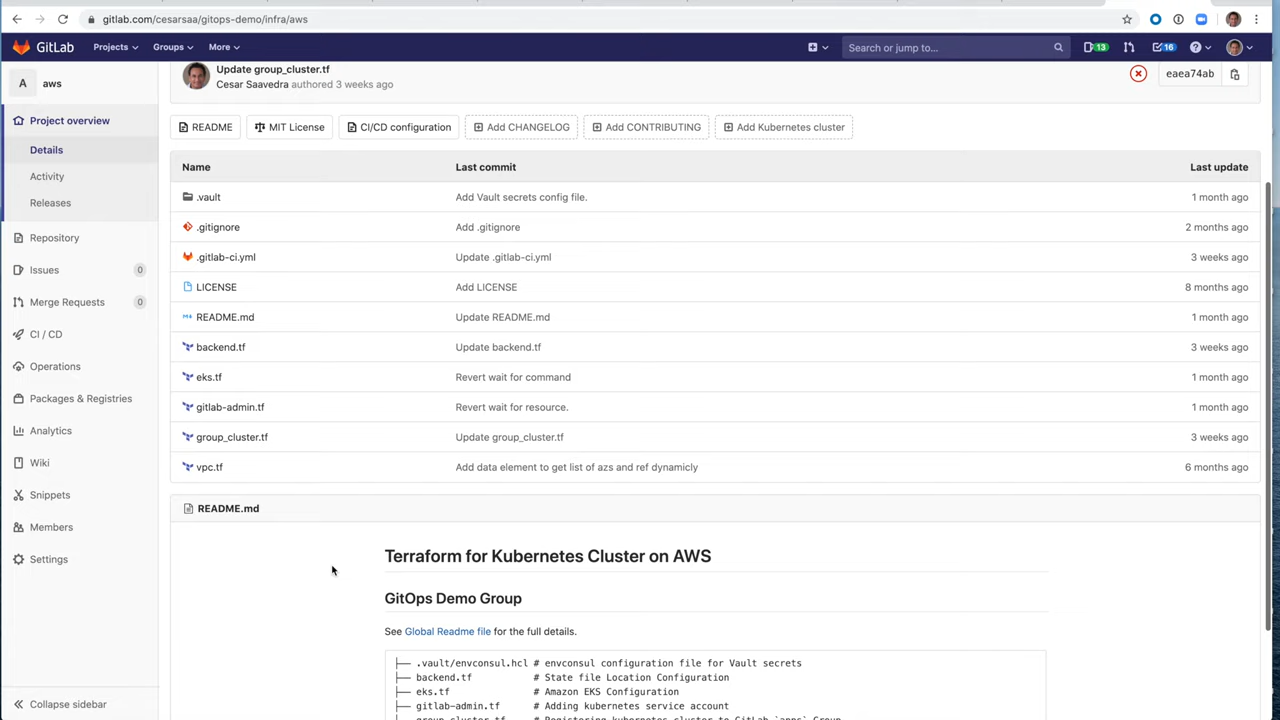 gitlab.com/cesarsaa/gitops-demo/infra/aws
GitLab Projects Groups More Search or jump to... 13 16
A aws
Update group_cluster.tf
Cesar Saavedra authored 3 weeks ago
eaea74ab
Project overview
Details
Activity
Releases
Repository
Issues 0
Merge Requests 0
CI / CD
Operations
Packages & Registries
Analytics
Wiki
Snippets
Members
Settings
Collapse sidebar
README MIT License CI/CD configuration Add CHANGELOG Add CONTRIBUTING Add Kubernetes cluster
Name Last commit Last update
.vault Add Vault secrets config file. 1 month ago
.gitignore Add .gitignore 2 months ago
.gitlab-ci.yml Update .gitlab-ci.yml 3 weeks ago
LICENSE Add LICENSE 8 months ago
README.md Update README.md 1 month ago
backend.tf Update backend.tf 3 weeks ago
eks.tf Revert wait for command 1 month ago
gitlab-admin.tf Revert wait for resource. 1 month ago
group_cluster.tf Update group_cluster.tf 3 weeks ago
vpc.tf Add data element to get list of azs and ref dynamicly 6 months ago
README.md
Terraform for Kubernetes Cluster on AWS
GitOps Demo Group
See Global Readme file for the full details.
├── .vault/envconsul.hcl # envconsul configuration file for Vault secrets
├── backend.tf # State file Location Configuration
├── eks.tf # Amazon EKS Configuration
├── gitlab-admin.tf # Adding kubernetes service account
├── group_cluster.tf # Registering kubernetes cluster to GitLab `apps` Group